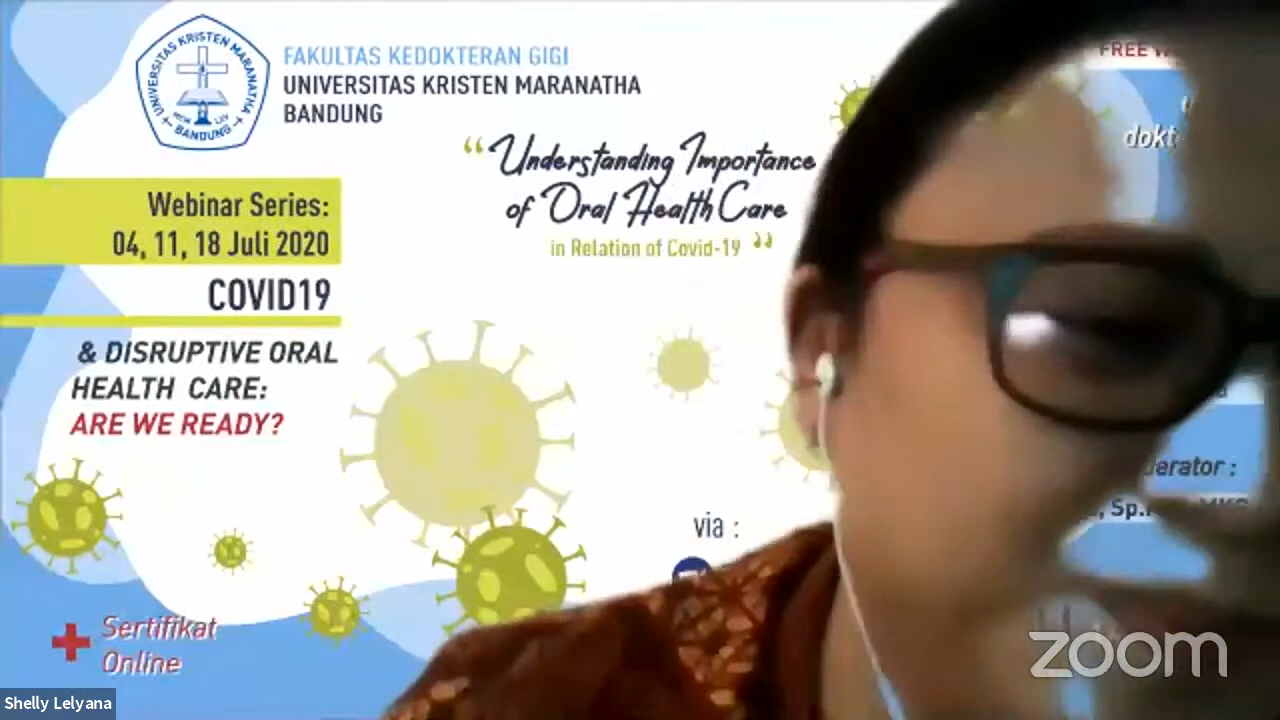 UNIVERSITAS KRISTEN MARANATHA
BANDUNG
FAKULTAS KEDOKTERAN GIGI
UNIVERSITAS KRISTEN MARANATHA
BANDUNG
FREE
“Understanding Importance
of Oral Health Care
in Relation of Covid-19 ”
Webinar Series:
04, 11, 18 Juli 2020
COVID19
& DISRUPTIVE ORAL
HEALTH CARE:
ARE WE READY?
via :
Sertifikat
Online
zoom
Shelly Lelyana